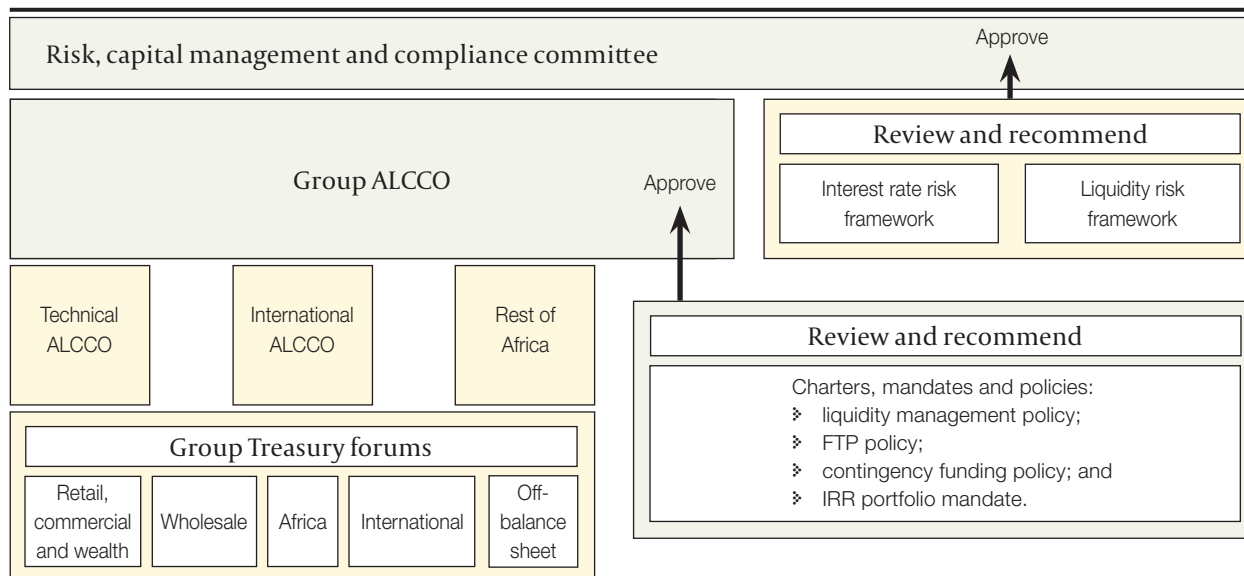 Risk, capital management and compliance committee
Approve
Group ALCCO
Approve
Review and recommend
Interest rate risk
framework
Liquidity risk
framework
Technical
ALCCO
International
ALCCO
Rest of
Africa
Review and recommend
Charters, mandates and policies:
liquidity management policy;
FTP policy;
contingency funding policy; and
IRR portfolio mandate.
Group Treasury forums
Retail,
commercial
and wealth
Wholesale
Africa
International
Off-
balance
sheet